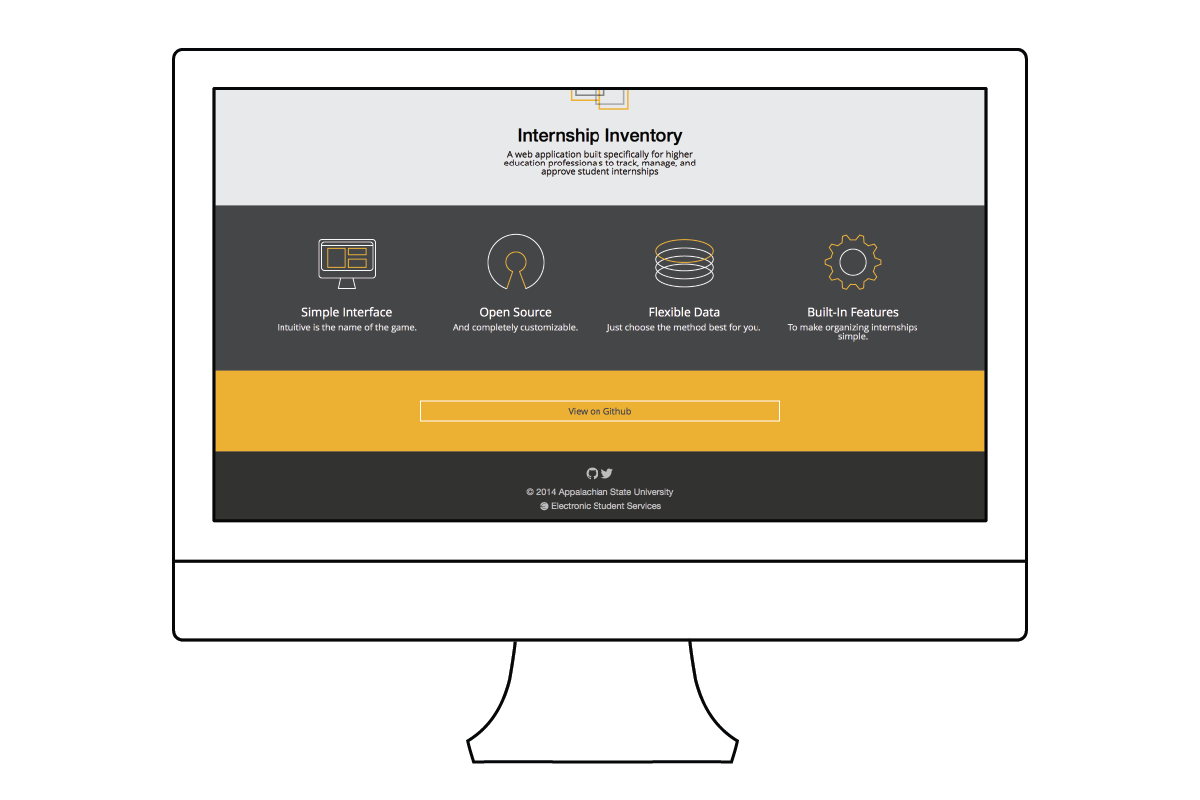 Internship Inventory
A web application built specifically for higher
education professionals to track, manage, and
approve student internships
Simple Interface
Intuitive is the name of the game.
Open Source
And completely customizable.
Flexible Data
Just choose the method best for you.
Built-In Features
To make organizing internships
simple.
View on Github
© 2014 Appalachian State University
Electronic Student Services